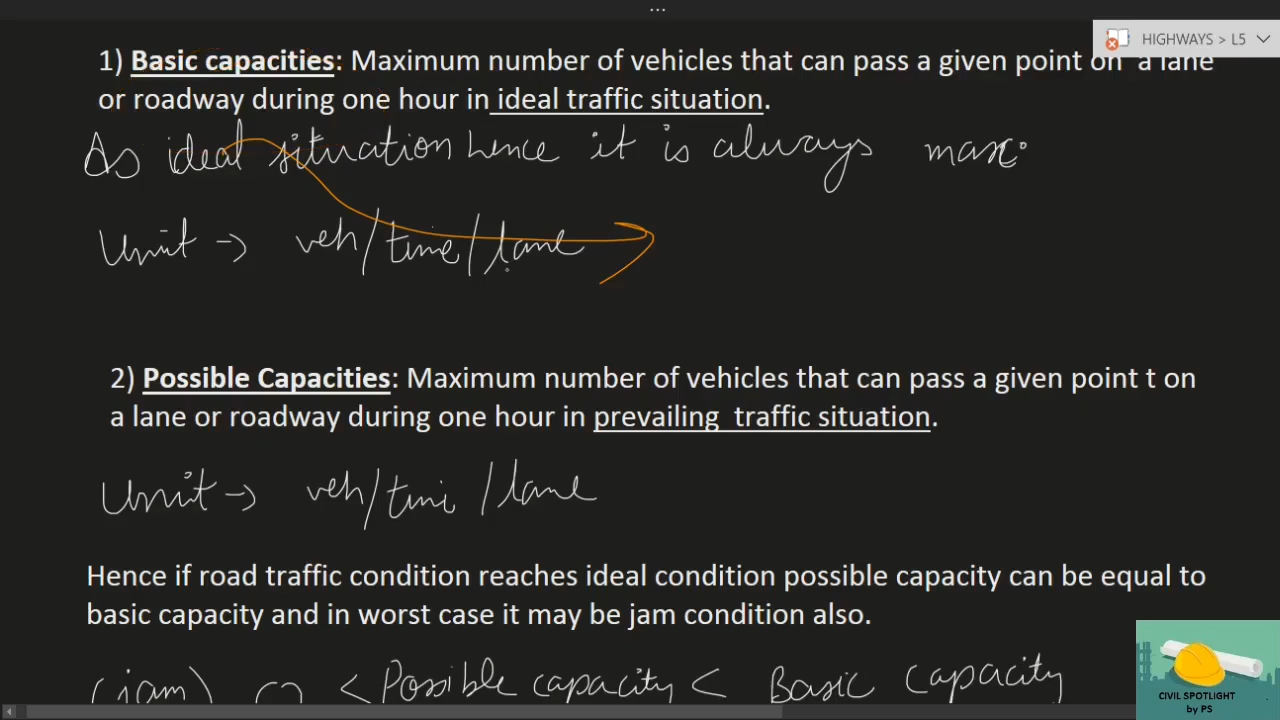 ...
HIGHWAYS > L5
1) Basic capacities: Maximum number of vehicles that can pass a given point on a lane
or roadway during one hour in ideal traffic situation.
As ideal situation hence it is always max.
Unit → veh/time/lane
2) Possible Capacities: Maximum number of vehicles that can pass a given point t on
a lane or roadway during one hour in prevailing traffic situation.
Unit → veh/time/lane
Hence if road traffic condition reaches ideal condition possible capacity can be equal to
basic capacity and in worst case it may be jam condition also.
(jam) < Possible capacity < Basic capacity
CIVIL SPOTLIGHT
by PS